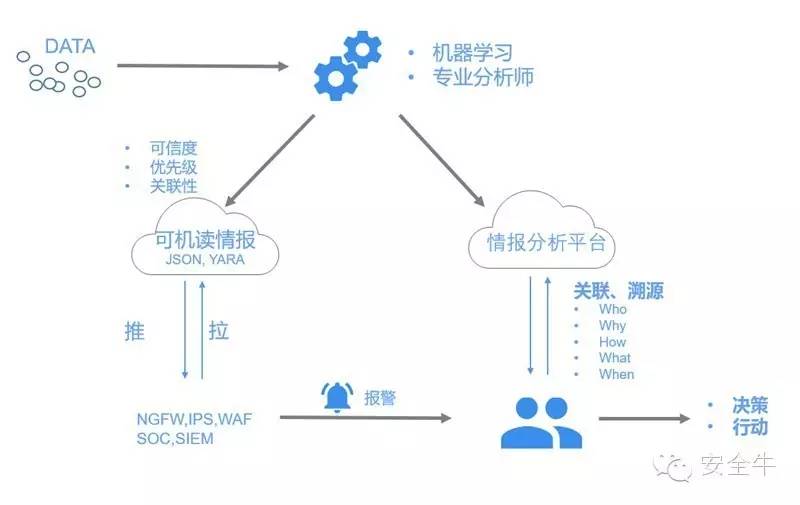 DATA
机器学习
专业分析师
可信度
优先级
关联性
可机读情报
JSON, YARA
情报分析平台
推
拉
关联、溯源
Who
Why
How
What
When
NGFW,IPS,WAF
SOC,SIEM
报警
决策
行动
安全牛